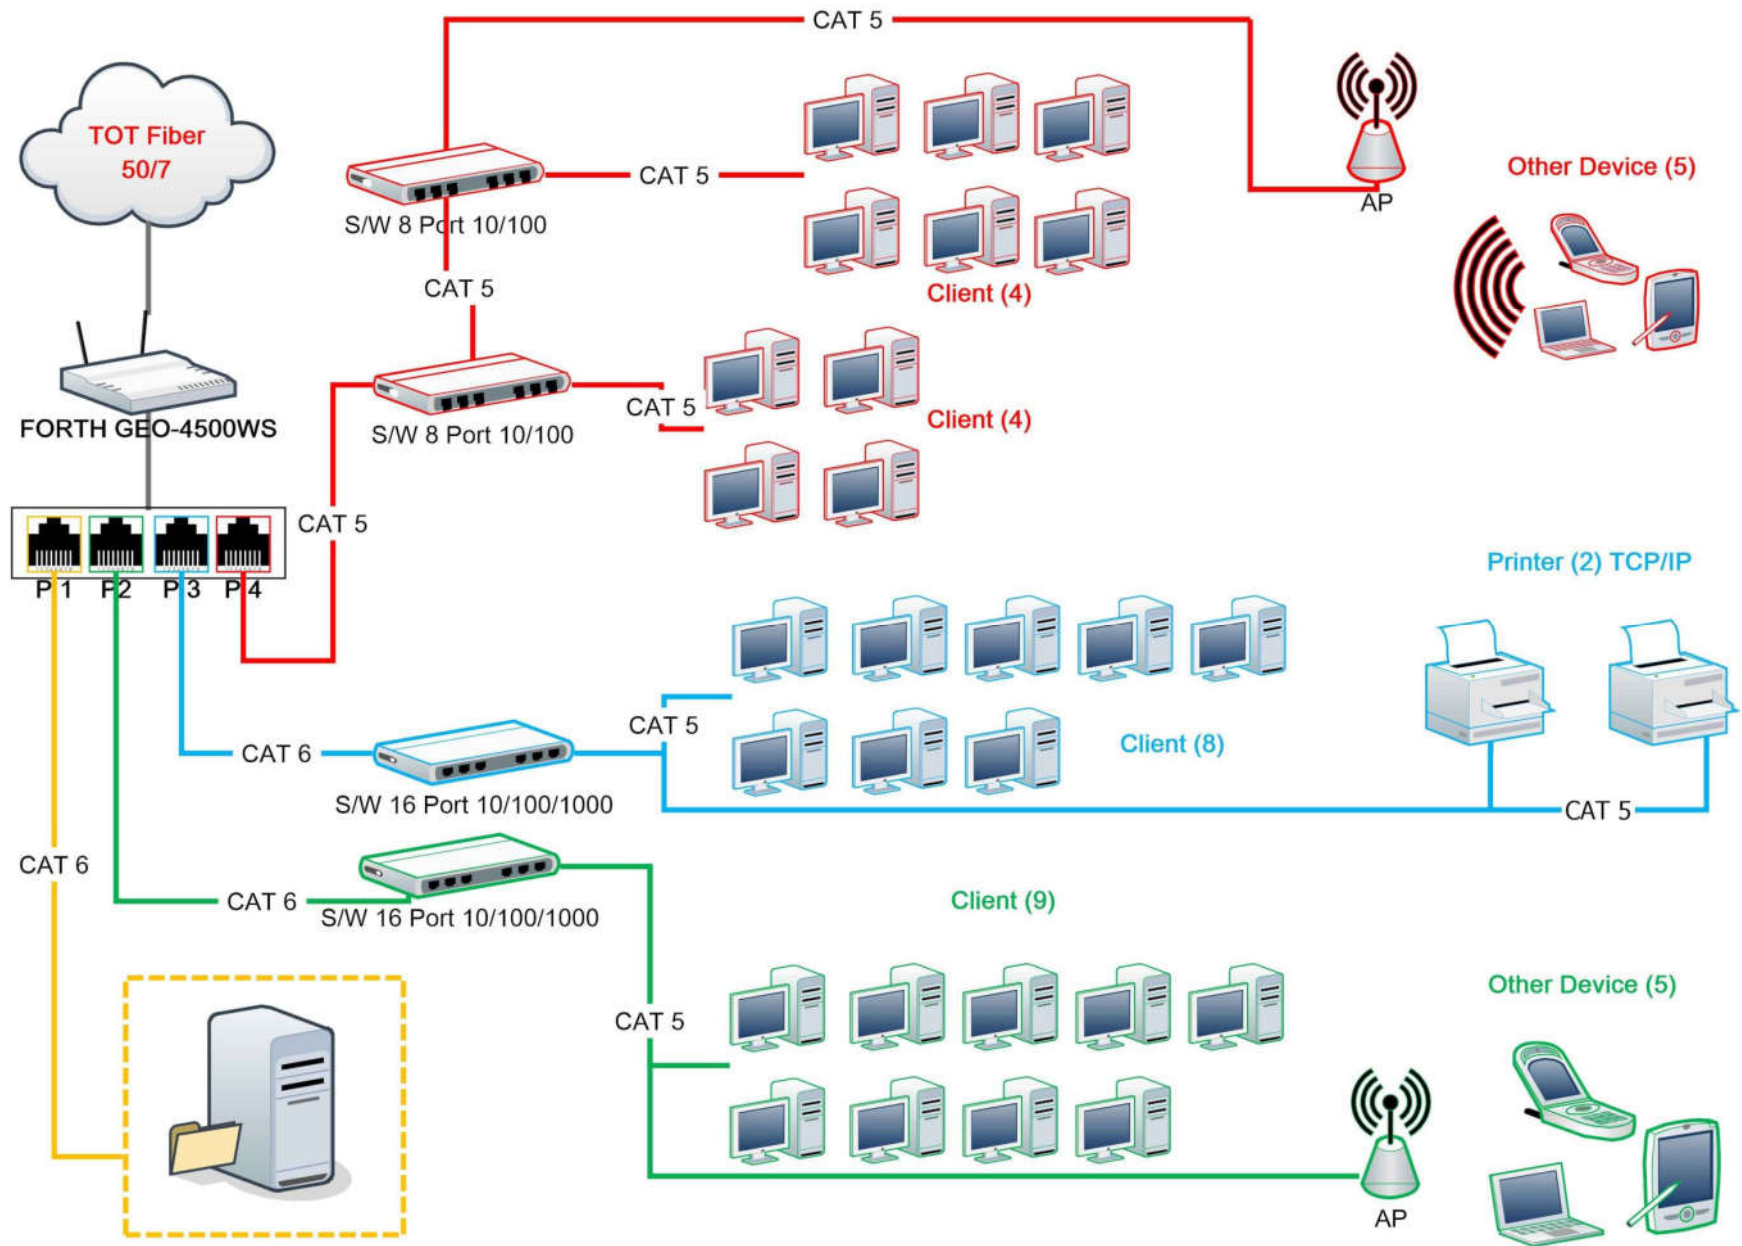 CAT 5
TOT Fiber
50/7
CAT 5
Other Device (5)
AP
S/W 8 Port 10/100
CAT 5
Client (4)
FORTH GEO-4500WS
CAT 5
Client (4)
S/W 8 Port 10/100
CAT 5
P 1
P2
P 3
P 4
Printer (2) TCP/IP
CAT 5
Client (8)
CAT 6
S/W 16 Port 10/100/1000
CAT 5
CAT 6
CAT 6
S/W 16 Port 10/100/1000
Client (9)
CAT 5
Other Device (5)
AP